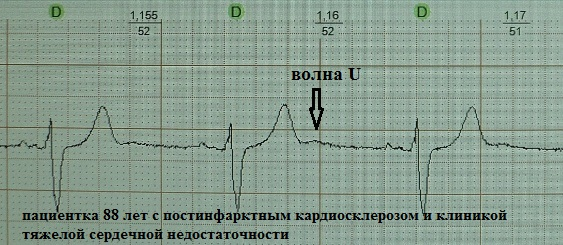 D D D
1,155 1,16 1,17
52 52 51
волна U
пациентка 88 лет с постинфарктным кардиосклерозом и клиникой
тяжелой сердечной недостаточности